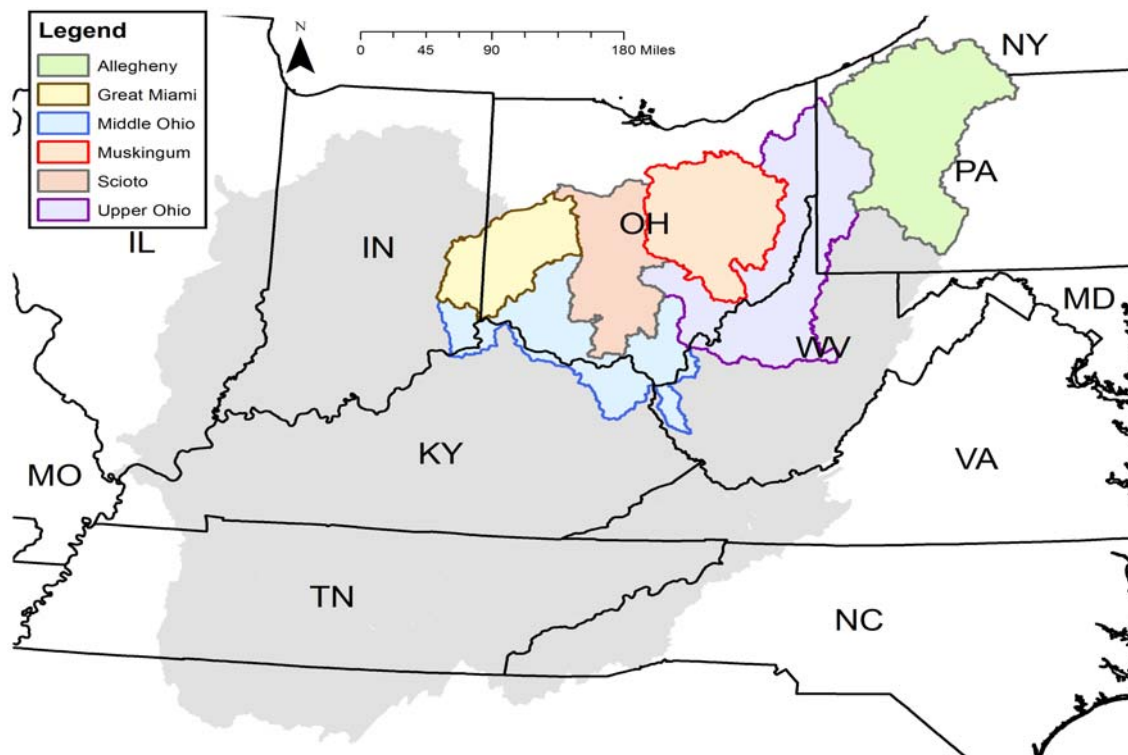 Legend
Allegheny
Great Miami
Middle Ohio
Muskingum
Scioto
Upper Ohio
N
0 45 90 180 Miles
NY
PA
OH
IN
IL
MD
WV
KY
VA
MO
TN
NC